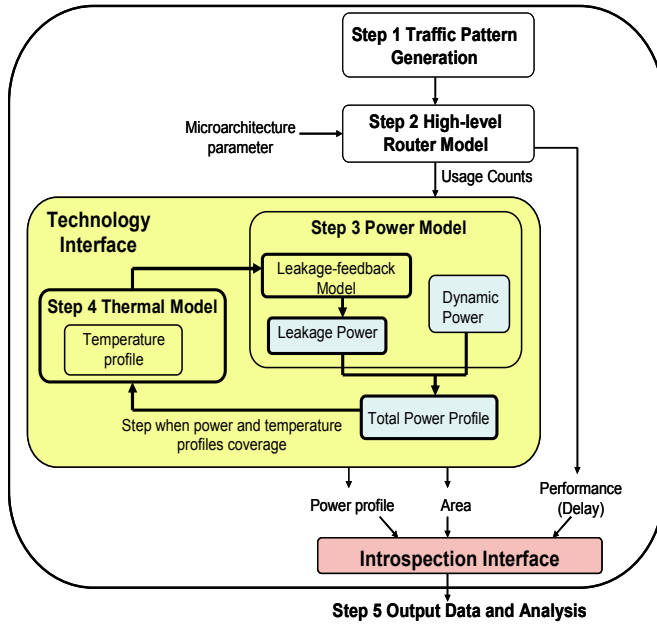 Step 1 Traffic Pattern
Generation
Microarchitecture
parameter
Step 2 High-level
Router Model
Usage Counts
Technology
Interface
Step 3 Power Model
Leakage-feedback
Model
Dynamic
Power
Step 4 Thermal Model
Temperature
profile
Leakage Power
Total Power Profile
Step when power and temperature
profiles coverage
Power profile
Area
Performance
(Delay)
Introspection Interface
Step 5 Output Data and Analysis